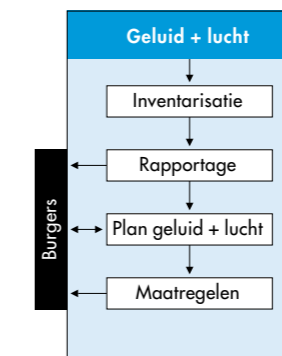 Geluid + lucht
Inventarisatie
Rapportage
Burgers
Plan geluid + lucht
Maatregelen